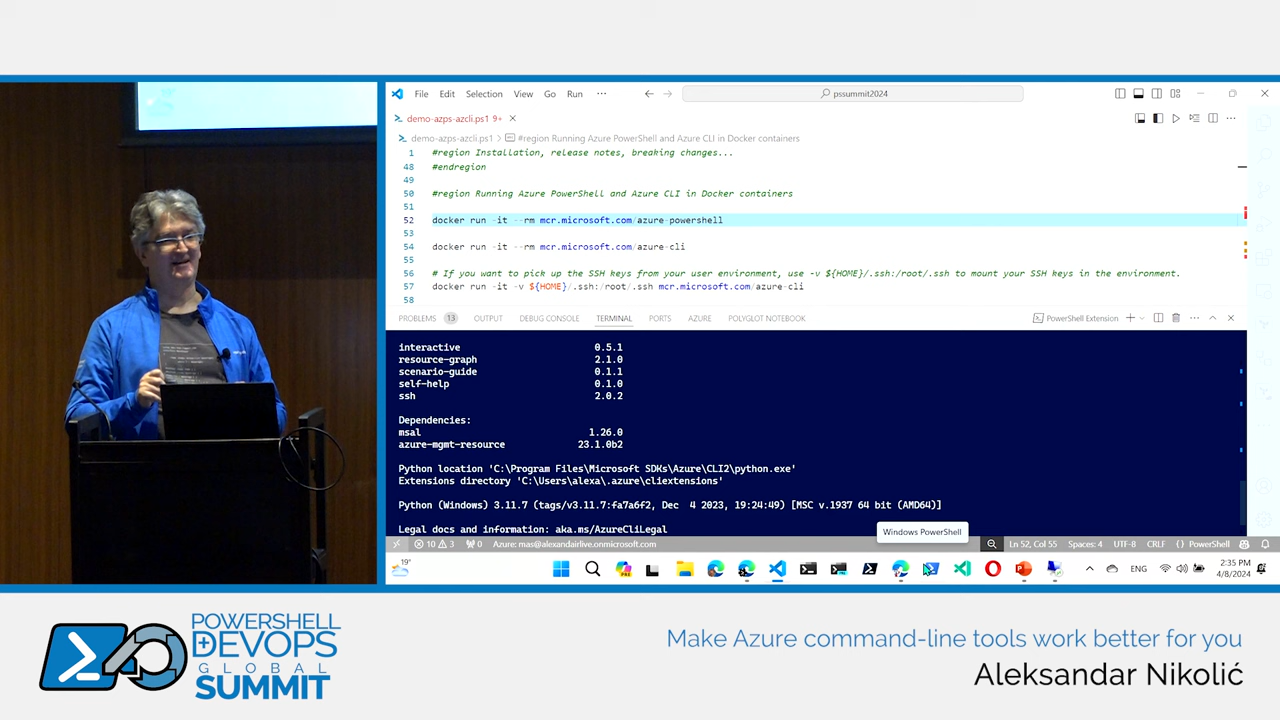 File Edit Selection View Go Run ··· pssummit2024
demo-azps-azcli.ps1 9+
demo-azps-azcli.ps1 > #region Running Azure PowerShell and Azure CLI in Docker containers
1 #region Installation, release notes, breaking changes...
48 #endregion
49
50 #region Running Azure PowerShell and Azure CLI in Docker containers
51
52 docker run -it --rm mcr.microsoft.com/azure-powershell
53
54 docker run -it --rm mcr.microsoft.com/azure-cli
55
56 # If you want to pick up the SSH keys from your user environment, use -v ${HOME}/.ssh:/root/.ssh to mount your SSH keys in the environment.
57 docker run -it -v ${HOME}/.ssh:/root/.ssh mcr.microsoft.com/azure-cli
58
PROBLEMS 13 OUTPUT DEBUG CONSOLE TERMINAL PORTS AZURE POLYGLOT NOTEBOOK PowerShell Extension
interactive 0.5.1
resource-graph 2.1.0
scenario-guide 0.1.1
self-help 0.1.0
ssh 2.0.2
Dependencies:
msal 1.26.0
azure-mgmt-resource 23.1.0b2
Python location 'C:\Program Files\Microsoft SDKs\Azure\CLI2\python.exe'
Extensions directory 'C:\Users\alexa\.azure\cliextensions'
Python (Windows) 3.11.7 (tags/v3.11.7:fa7a6f2, Dec  4 2023, 19:24:49) [MSC v.1937 64 bit (AMD64)]
Legal docs and information: aka.ms/AzureCliLegal
Windows PowerShell
10 3 0 Azure: mas@alexandairlive.onmicrosoft.com Ln 52, Col 55 Spaces: 4 UTF-8 CRLF {} PowerShell
19° PRE ENG 2:35 PM
4/8/2024
POWERSHELL
+DEVOPS
GLOBAL
SUMMIT
Make Azure command-line tools work better for you
Aleksandar Nikolić